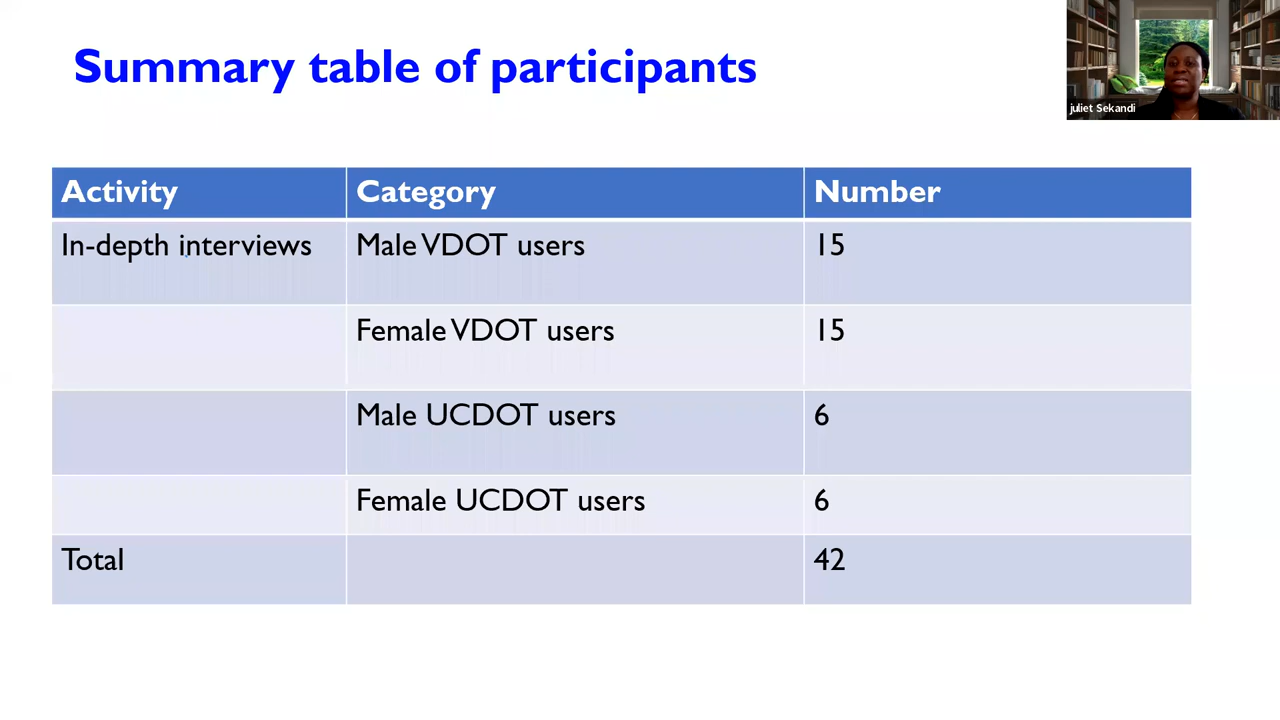 Summary table of participants
juliet Sekandi
Activity Category Number
In-depth interviews Male VDOT users 15
Female VDOT users 15
Male UCDOT users 6
Female UCDOT users 6
Total 42